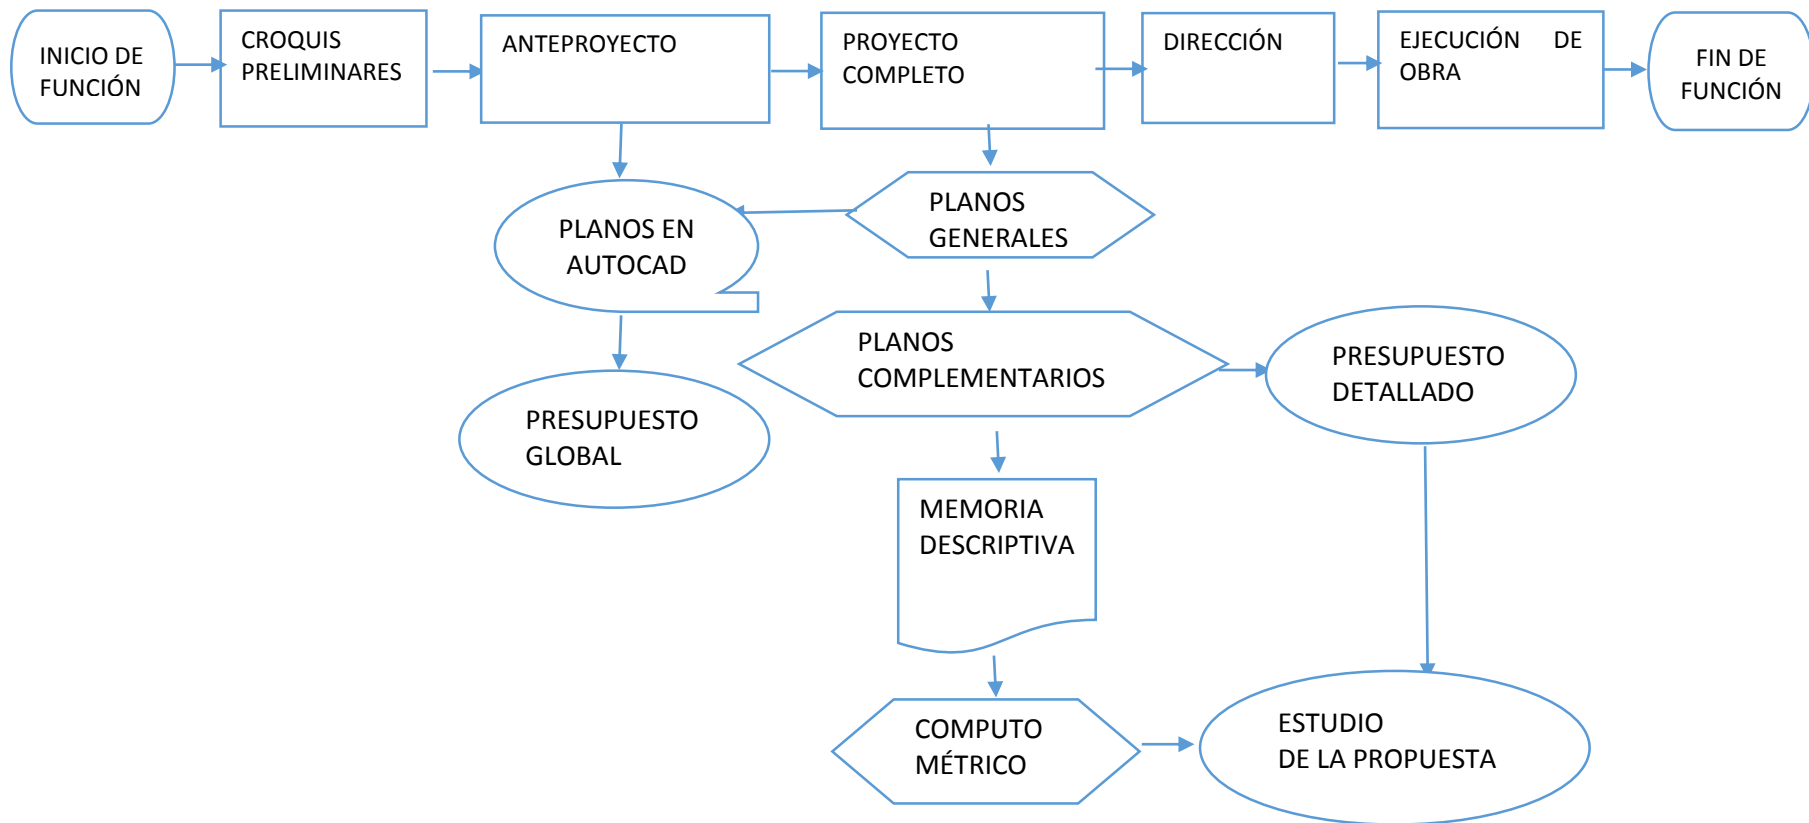 INICIO DE
FUNCIÓN
CROQUIS
PRELIMINARES
ANTEPROYECTO
PROYECTO
COMPLETO
DIRECCIÓN
EJECUCIÓN DE
OBRA
FIN DE
FUNCIÓN
PLANOS EN
AUTOCAD
PLANOS
GENERALES
PLANOS
COMPLEMENTARIOS
PRESUPUESTO
DETALLADO
PRESUPUESTO
GLOBAL
MEMORIA
DESCRIPTIVA
COMPUTO
MÉTRICO
ESTUDIO
DE LA PROPUESTA